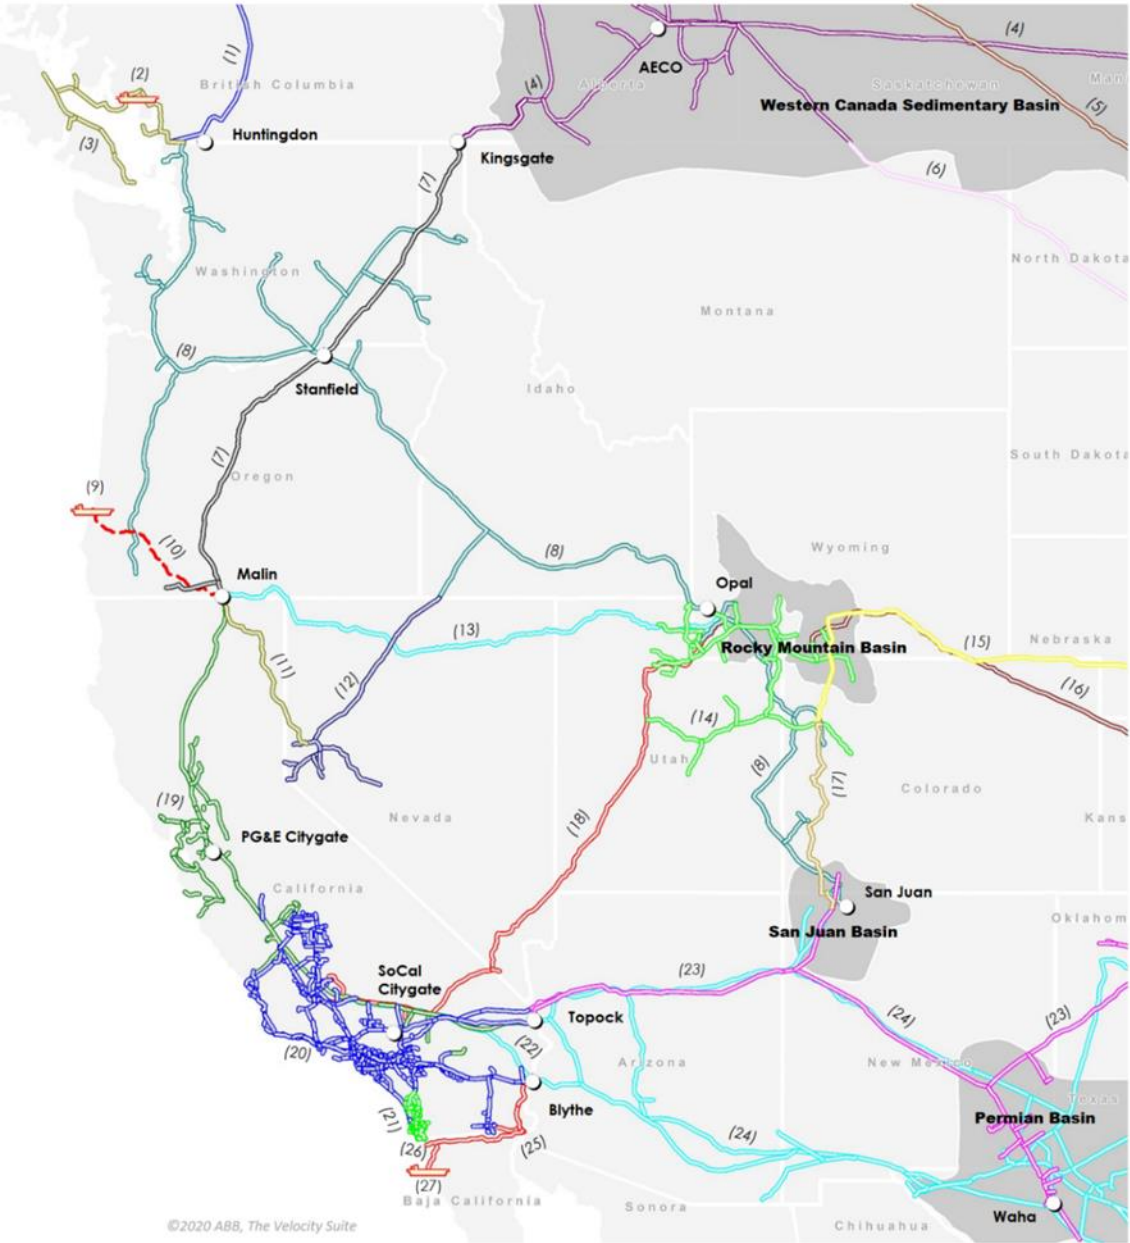 (1)
(4)
AECO
(2)
British Columbia
(4)
Alberta
Saskatchewan
Man
Western Canada Sedimentary Basin
(5)
Huntingdon
(3)
Kingsgate
(6)
(7)
North Dakota
Washington
Montana
(8)
Stanfield
Idaho
(7)
Oregon
South Dakota
(9)
(10)
Wyoming
(8)
Malin
Opal
(13)
Rocky Mountain Basin
(15)
Nebraska
(11)
(12)
(16)
(14)
Utah
(8)
(17)
Colorado
(19)
Nevada
(18)
Kans
PG&E Citygate
California
San Juan
Oklahom
San Juan Basin
SoCal
Citygate
(23)
Topock
(24)
(23)
(20)
(22)
Arizona
New Mexico
Texas
Blythe
Permian Basin
(21)
(24)
(26)
(25)
(27)
Baja California
Sonora
Waha
Chihuahua
©2020 ABB, The Velocity Suite